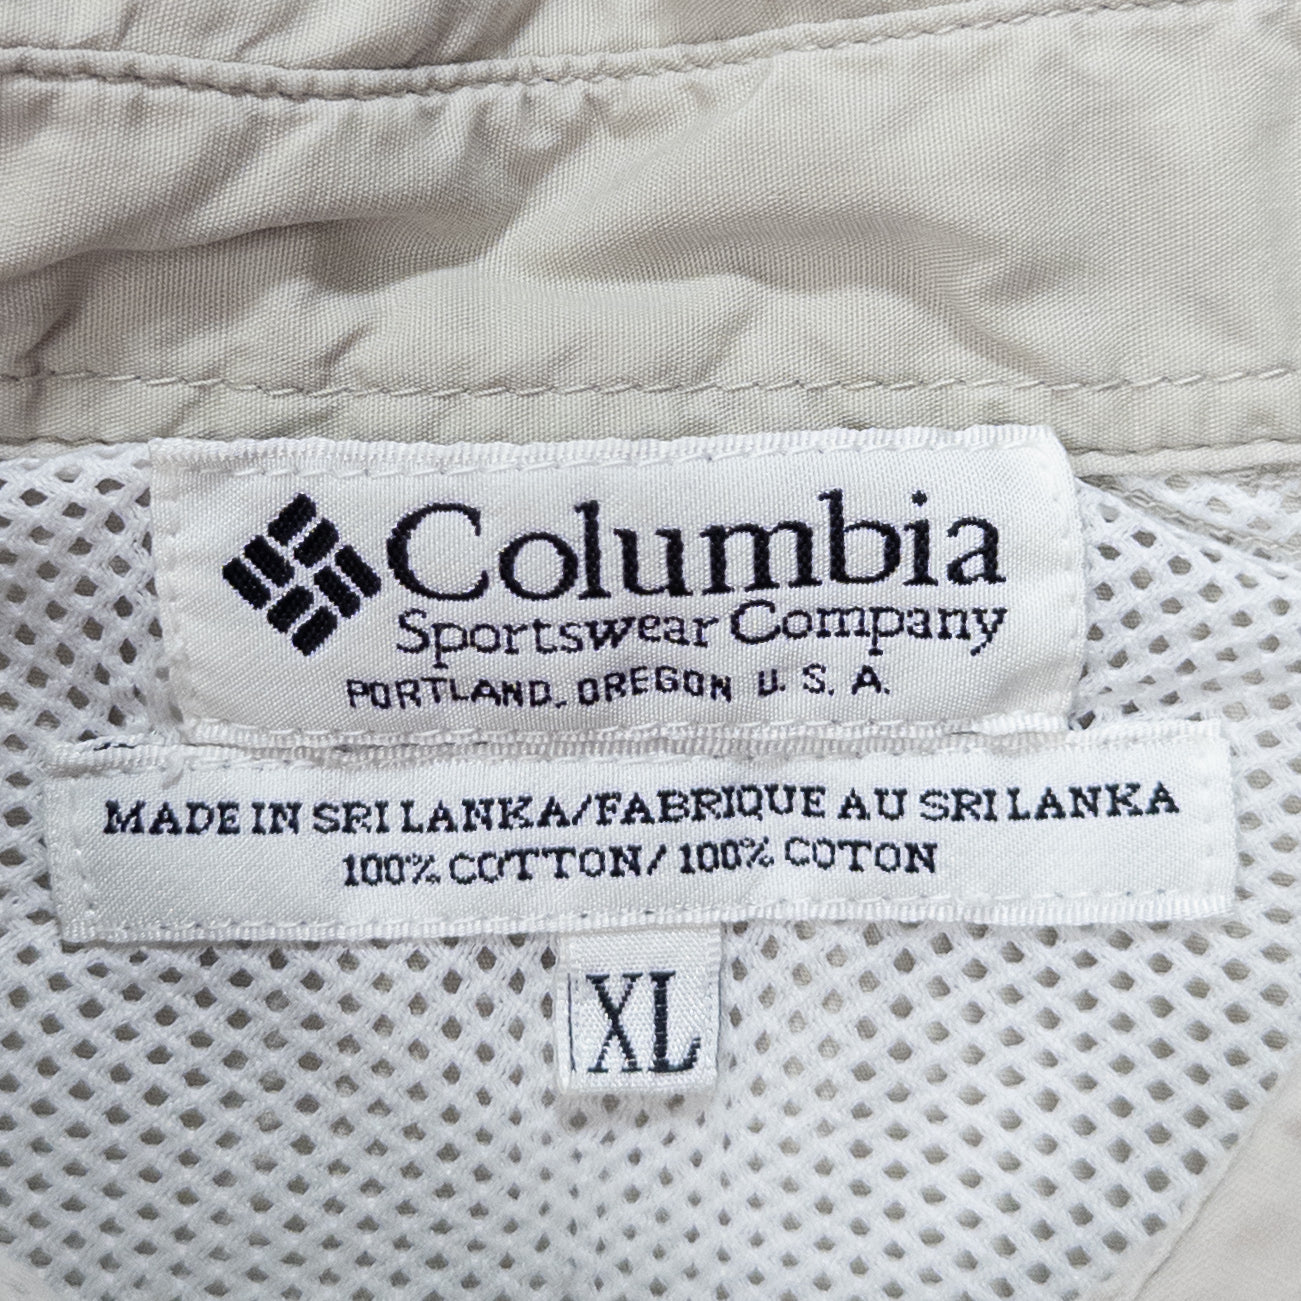 Columbia
Sportswear Company
PORTLAND, OREGON U. S. A.
MADE IN SRI LANKA/FABRIQUE AU SRI LANKA
100% COTTON/ 100% COTON
XL